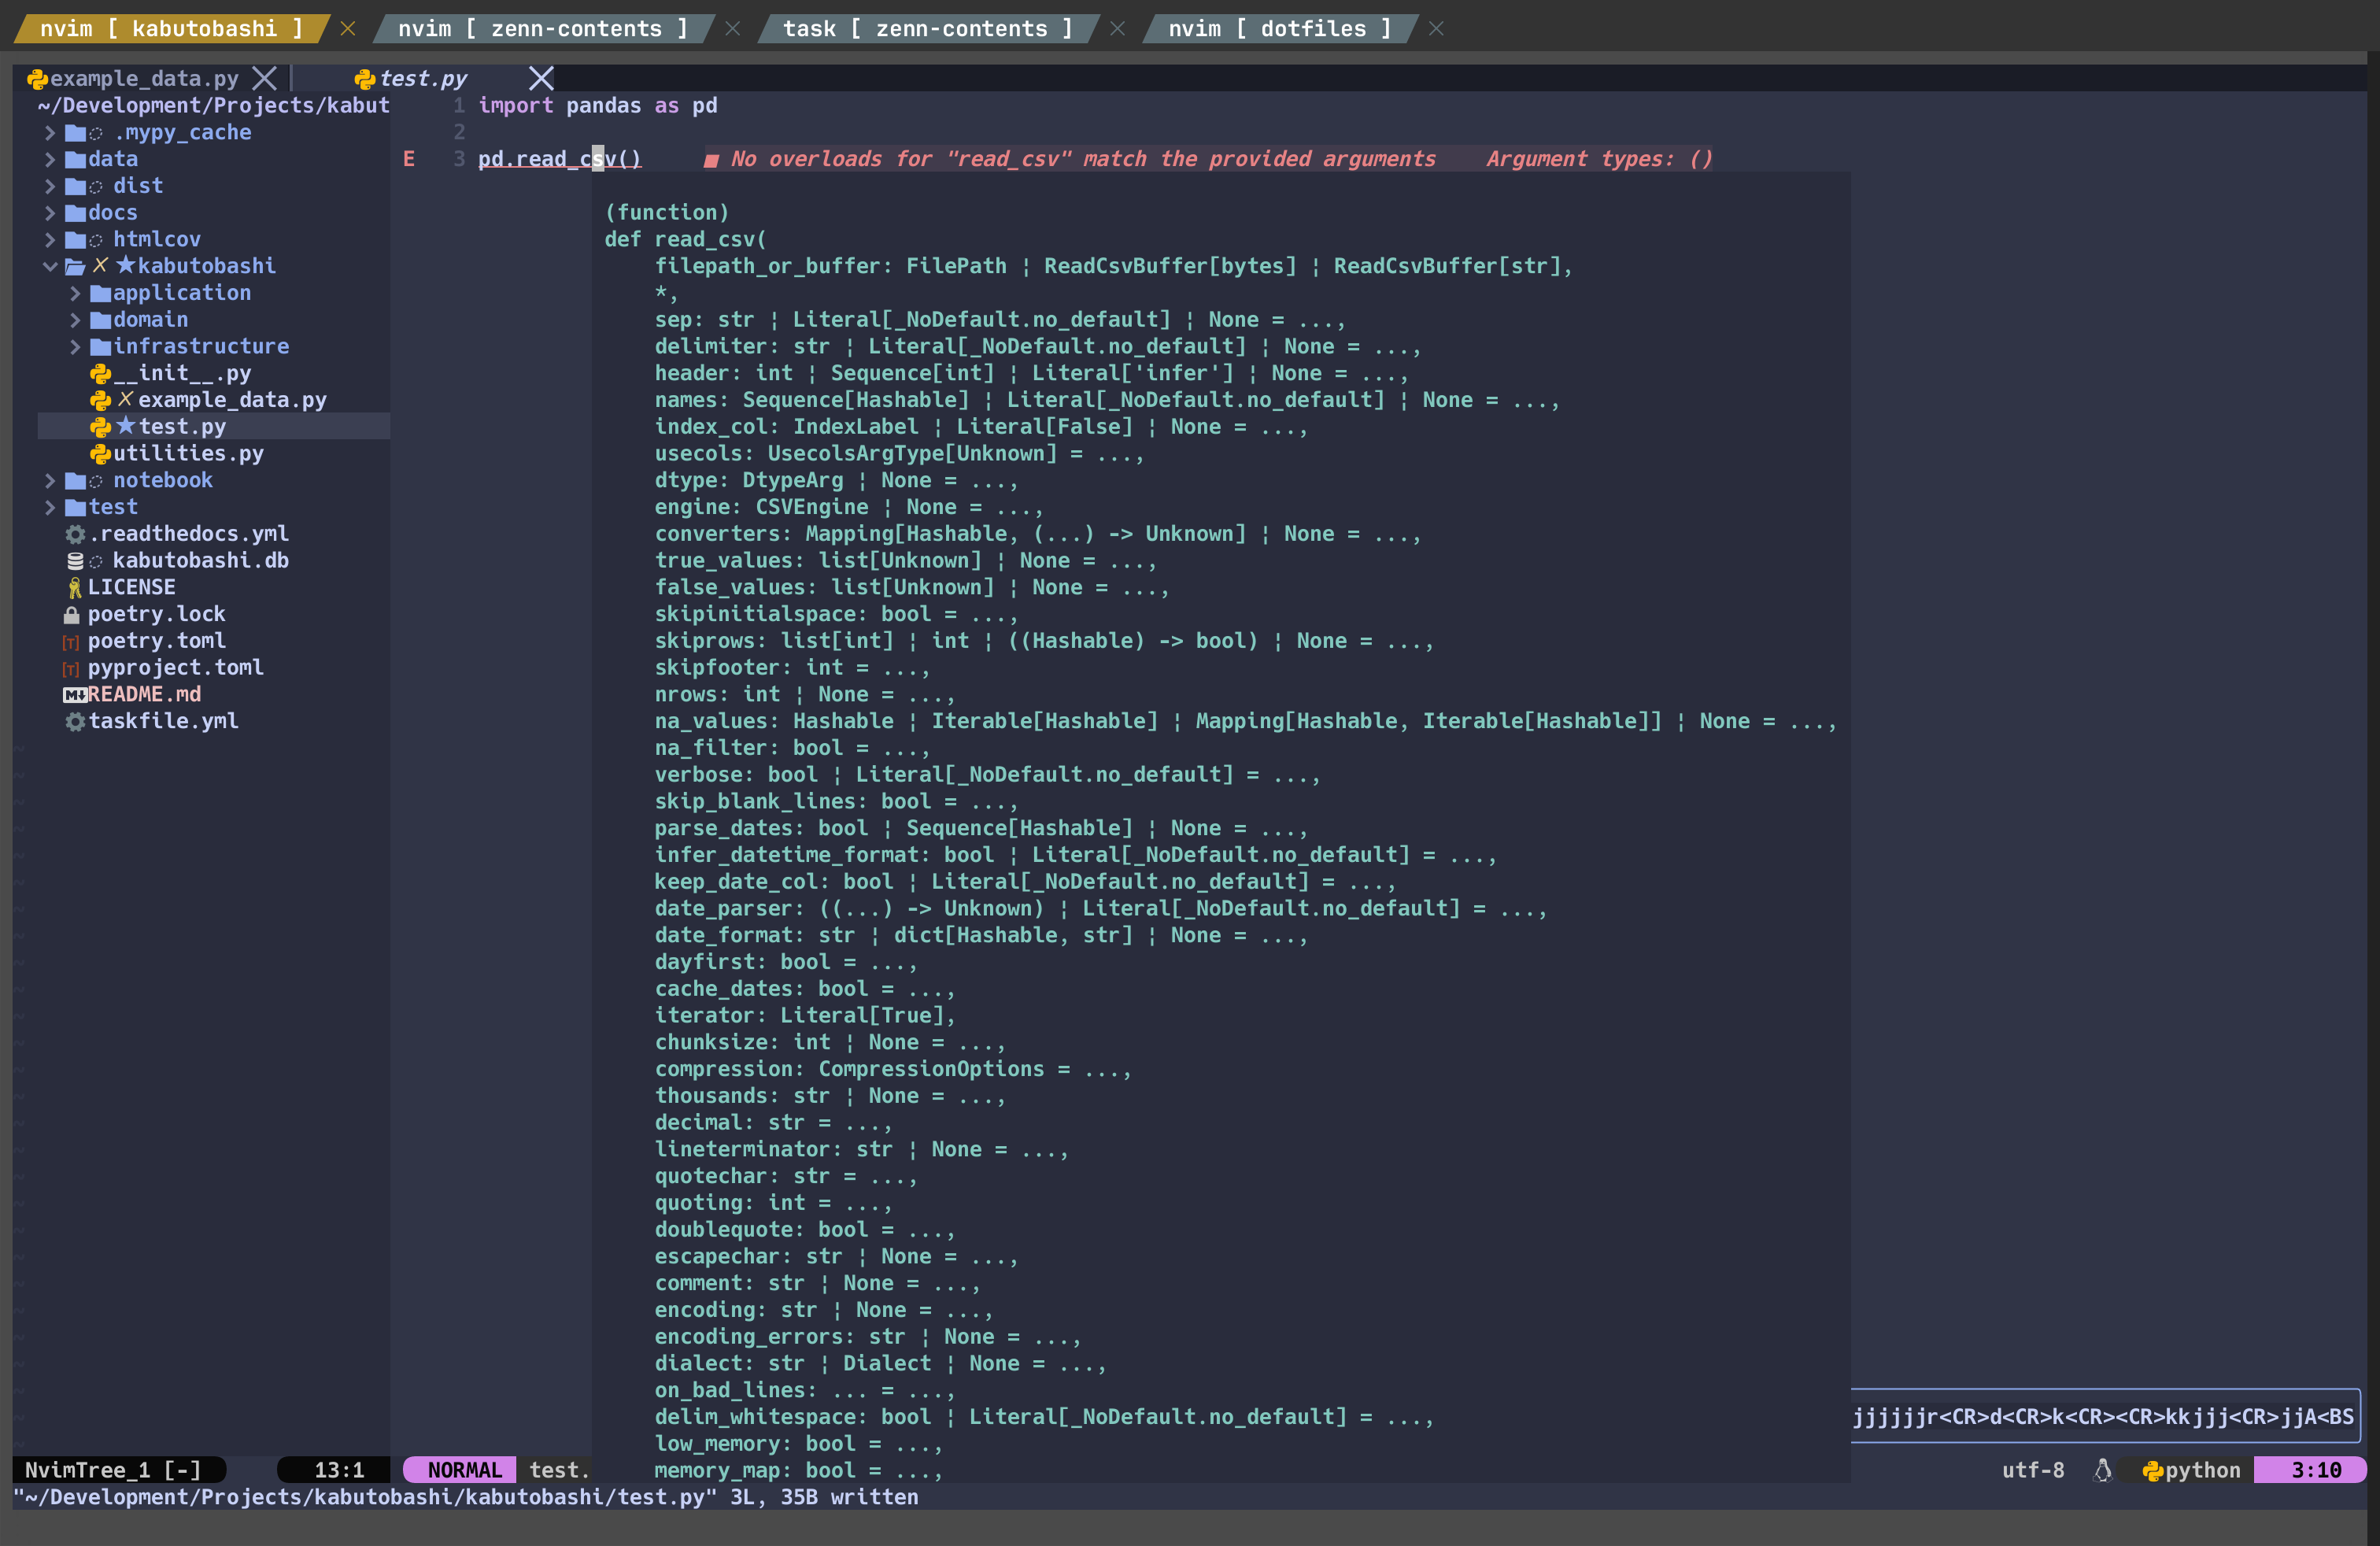 nvim [ kabutobashi ] × nvim [ zenn-contents ] × task [ zenn-contents ] × nvim [ dotfiles ] ×
example_data.py test.py
~/Development/Projects/kabut
.mypy_cache
data
dist
docs
htmlcov
kabutobashi
application
domain
infrastructure
__init__.py
example_data.py
test.py
utilities.py
notebook
test
.readthedocs.yml
kabutobashi.db
LICENSE
poetry.lock
poetry.toml
pyproject.toml
README.md
taskfile.yml
1 import pandas as pd
2
E 3 pd.read_csv() ■ No overloads for "read_csv" match the provided arguments Argument types: ()
(function)
def read_csv(
filepath_or_buffer: FilePath ¦ ReadCsvBuffer[bytes] ¦ ReadCsvBuffer[str],
*,
sep: str ¦ Literal[_NoDefault.no_default] ¦ None = ...,
delimiter: str ¦ Literal[_NoDefault.no_default] ¦ None = ...,
header: int ¦ Sequence[int] ¦ Literal['infer'] ¦ None = ...,
names: Sequence[Hashable] ¦ Literal[_NoDefault.no_default] ¦ None = ...,
index_col: IndexLabel ¦ Literal[False] ¦ None = ...,
usecols: UsecolsArgType[Unknown] = ...,
dtype: DtypeArg ¦ None = ...,
engine: CSVEngine ¦ None = ...,
converters: Mapping[Hashable, (...) -> Unknown] ¦ None = ...,
true_values: list[Unknown] ¦ None = ...,
false_values: list[Unknown] ¦ None = ...,
skipinitialspace: bool = ...,
skiprows: list[int] ¦ int ¦ ((Hashable) -> bool) ¦ None = ...,
skipfooter: int = ...,
nrows: int ¦ None = ...,
na_values: Hashable ¦ Iterable[Hashable] ¦ Mapping[Hashable, Iterable[Hashable]] ¦ None = ...,
na_filter: bool = ...,
verbose: bool ¦ Literal[_NoDefault.no_default] = ...,
skip_blank_lines: bool = ...,
parse_dates: bool ¦ Sequence[Hashable] ¦ None = ...,
infer_datetime_format: bool ¦ Literal[_NoDefault.no_default] = ...,
keep_date_col: bool ¦ Literal[_NoDefault.no_default] = ...,
date_parser: ((...) -> Unknown) ¦ Literal[_NoDefault.no_default] = ...,
date_format: str ¦ dict[Hashable, str] ¦ None = ...,
dayfirst: bool = ...,
cache_dates: bool = ...,
iterator: Literal[True],
chunksize: int ¦ None = ...,
compression: CompressionOptions = ...,
thousands: str ¦ None = ...,
decimal: str = ...,
lineterminator: str ¦ None = ...,
quotechar: str = ...,
quoting: int = ...,
doublequote: bool = ...,
escapechar: str ¦ None = ...,
comment: str ¦ None = ...,
encoding: str ¦ None = ...,
encoding_errors: str ¦ None = ...,
dialect: str ¦ Dialect ¦ None = ...,
on_bad_lines: ... = ...,
delim_whitespace: bool ¦ Literal[_NoDefault.no_default] = ...,
low_memory: bool = ...,
memory_map: bool = ...,
jjjjjjr<CR>d<CR>k<CR><CR>kkjjj<CR>jjA<BS
NvimTree_1 [-] 13:1 NORMAL test. utf-8 python 3:10
"~/Development/Projects/kabutobashi/kabutobashi/test.py" 3L, 35B written